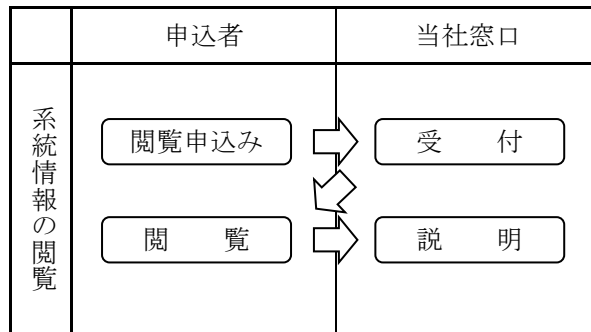 申込者
当社窓口
系統情報の閲覧
閲覧申込み
受 付
閲 覧
説 明